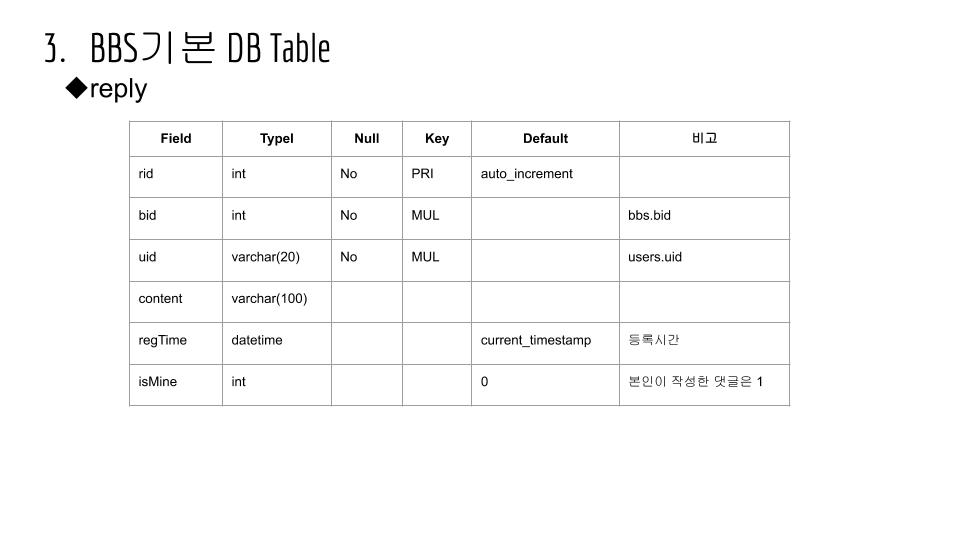 3. BBS기본 DB Table
◆reply
Field Typel Null Key Default 비고
rid int No PRI auto_increment
bid int No MUL bbs.bid
uid varchar(20) No MUL users.uid
content varchar(100)
regTime datetime current_timestamp 등록시간
isMine int 0 본인이 작성한 댓글은 1